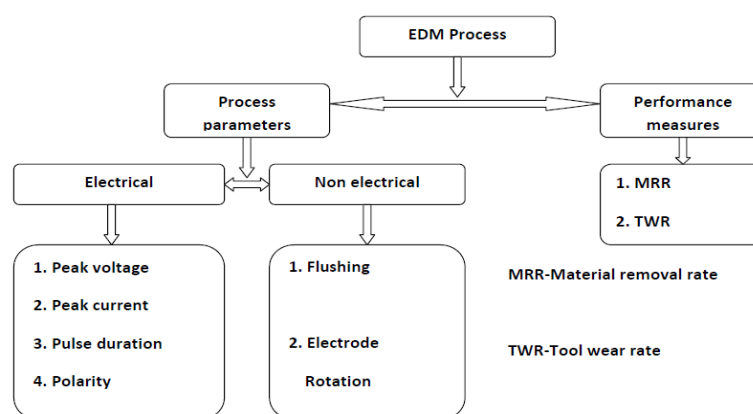 EDM Process
Process
parameters
Performance
measures
Electrical
Non electrical
1. MRR
2. TWR
1. Peak voltage
2. Peak current
3. Pulse duration
4. Polarity
1. Flushing
2. Electrode
Rotation
MRR-Material removal rate
TWR-Tool wear rate